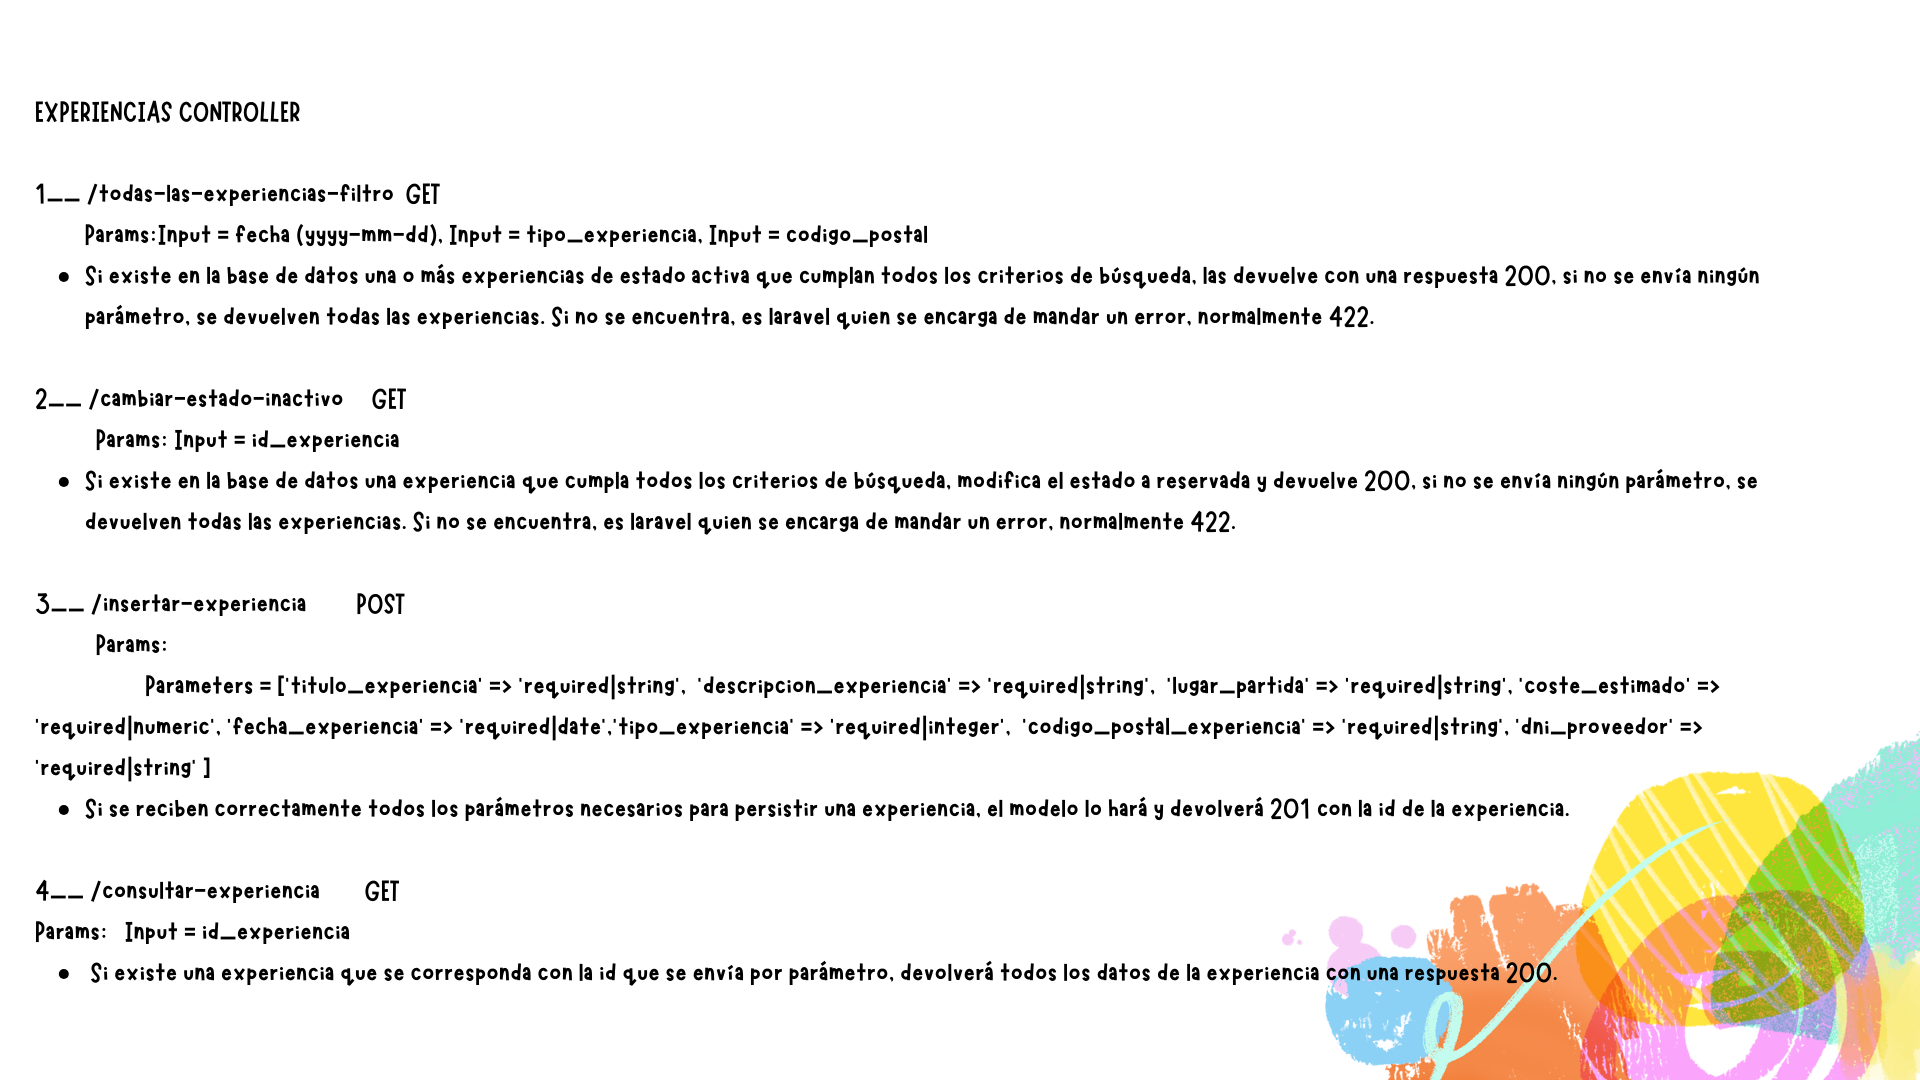 EXPERIENCIAS CONTROLLER
1__ /todas-las-experiencias-filtro GET
Params:Input = fecha (yyyy-mm-dd), Input = tipo_experiencia, Input = codigo_postal
• Si existe en la base de datos una o más experiencias de estado activa que cumplan todos los criterios de búsqueda, las devuelve con una respuesta 200, si no se envía ningún
parámetro, se devuelven todas las experiencias. Si no se encuentra, es laravel quien se encarga de mandar un error, normalmente 422.
2__ /cambiar-estado-inactivo GET
Params: Input = id_experiencia
• Si existe en la base de datos una experiencia que cumpla todos los criterios de búsqueda, modifica el estado a reservada y devuelve 200, si no se envía ningún parámetro, se
devuelven todas las experiencias. Si no se encuentra, es laravel quien se encarga de mandar un error, normalmente 422.
3__ /insertar-experiencia POST
Params:
Parameters = ['titulo_experiencia' => 'required|string', 'descripcion_experiencia' => 'required|string', 'lugar_partida' => 'required|string', 'coste_estimado' =>
'required|numeric', 'fecha_experiencia' => 'required|date','tipo_experiencia' => 'required|integer', 'codigo_postal_experiencia' => 'required|string', 'dni_proveedor' =>
'required|string' ]
• Si se reciben correctamente todos los parámetros necesarios para persistir una experiencia, el modelo lo hará y devolverá 201 con la id de la experiencia.
4__ /consultar-experiencia GET
Params: Input = id_experiencia
• Si existe una experiencia que se corresponda con la id que se envía por parámetro, devolverá todos los datos de la experiencia con una respuesta 200.